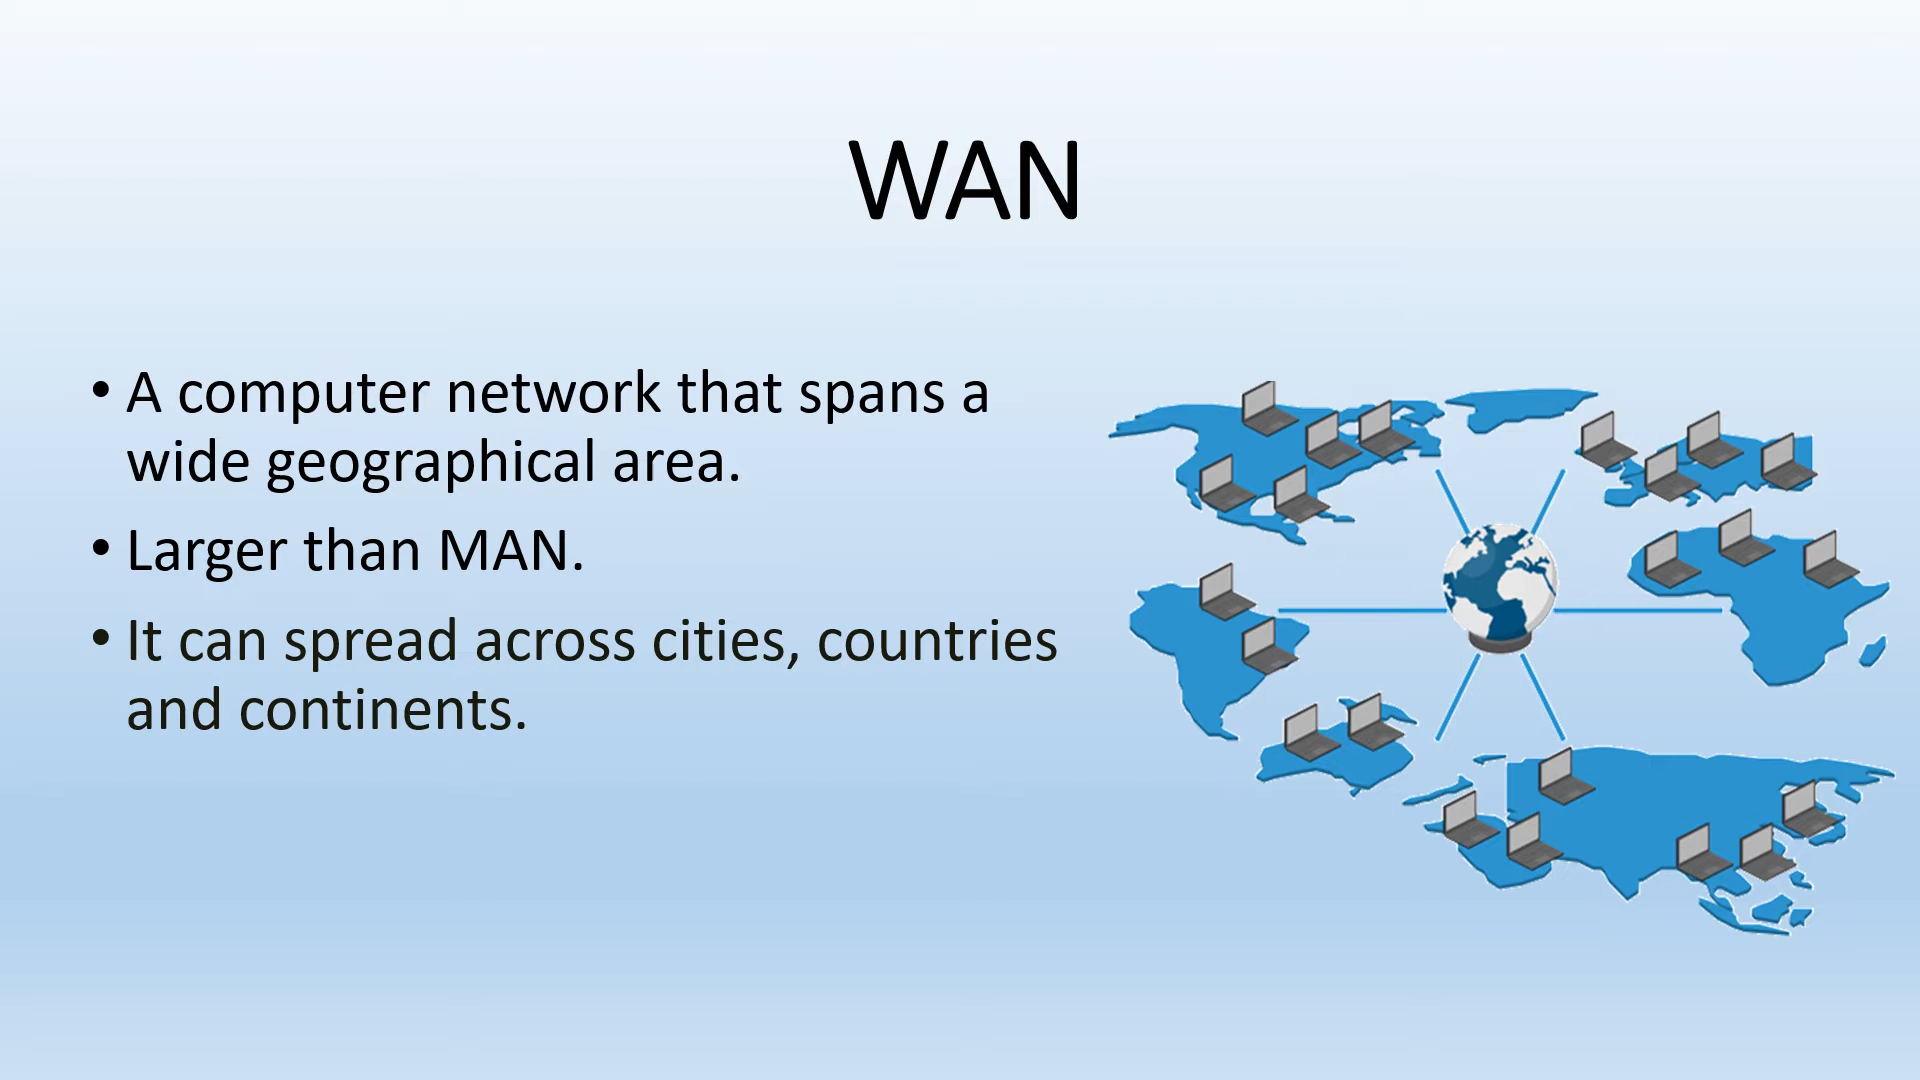 WAN
• A computer network that spans a
wide geographical area.
• Larger than MAN.
• It can spread across cities, countries
and continents.